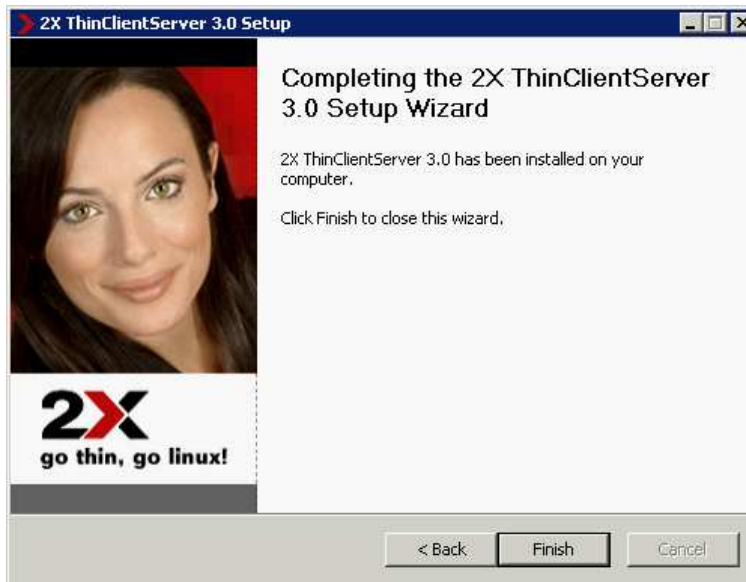 2X ThinClientServer 3.0 Setup
Completing the 2X ThinClientServer
3.0 Setup Wizard
2X ThinClientServer 3.0 has been installed on your
computer.
Click Finish to close this wizard.
2X
go thin, go linux!
< Back
Finish
Cancel